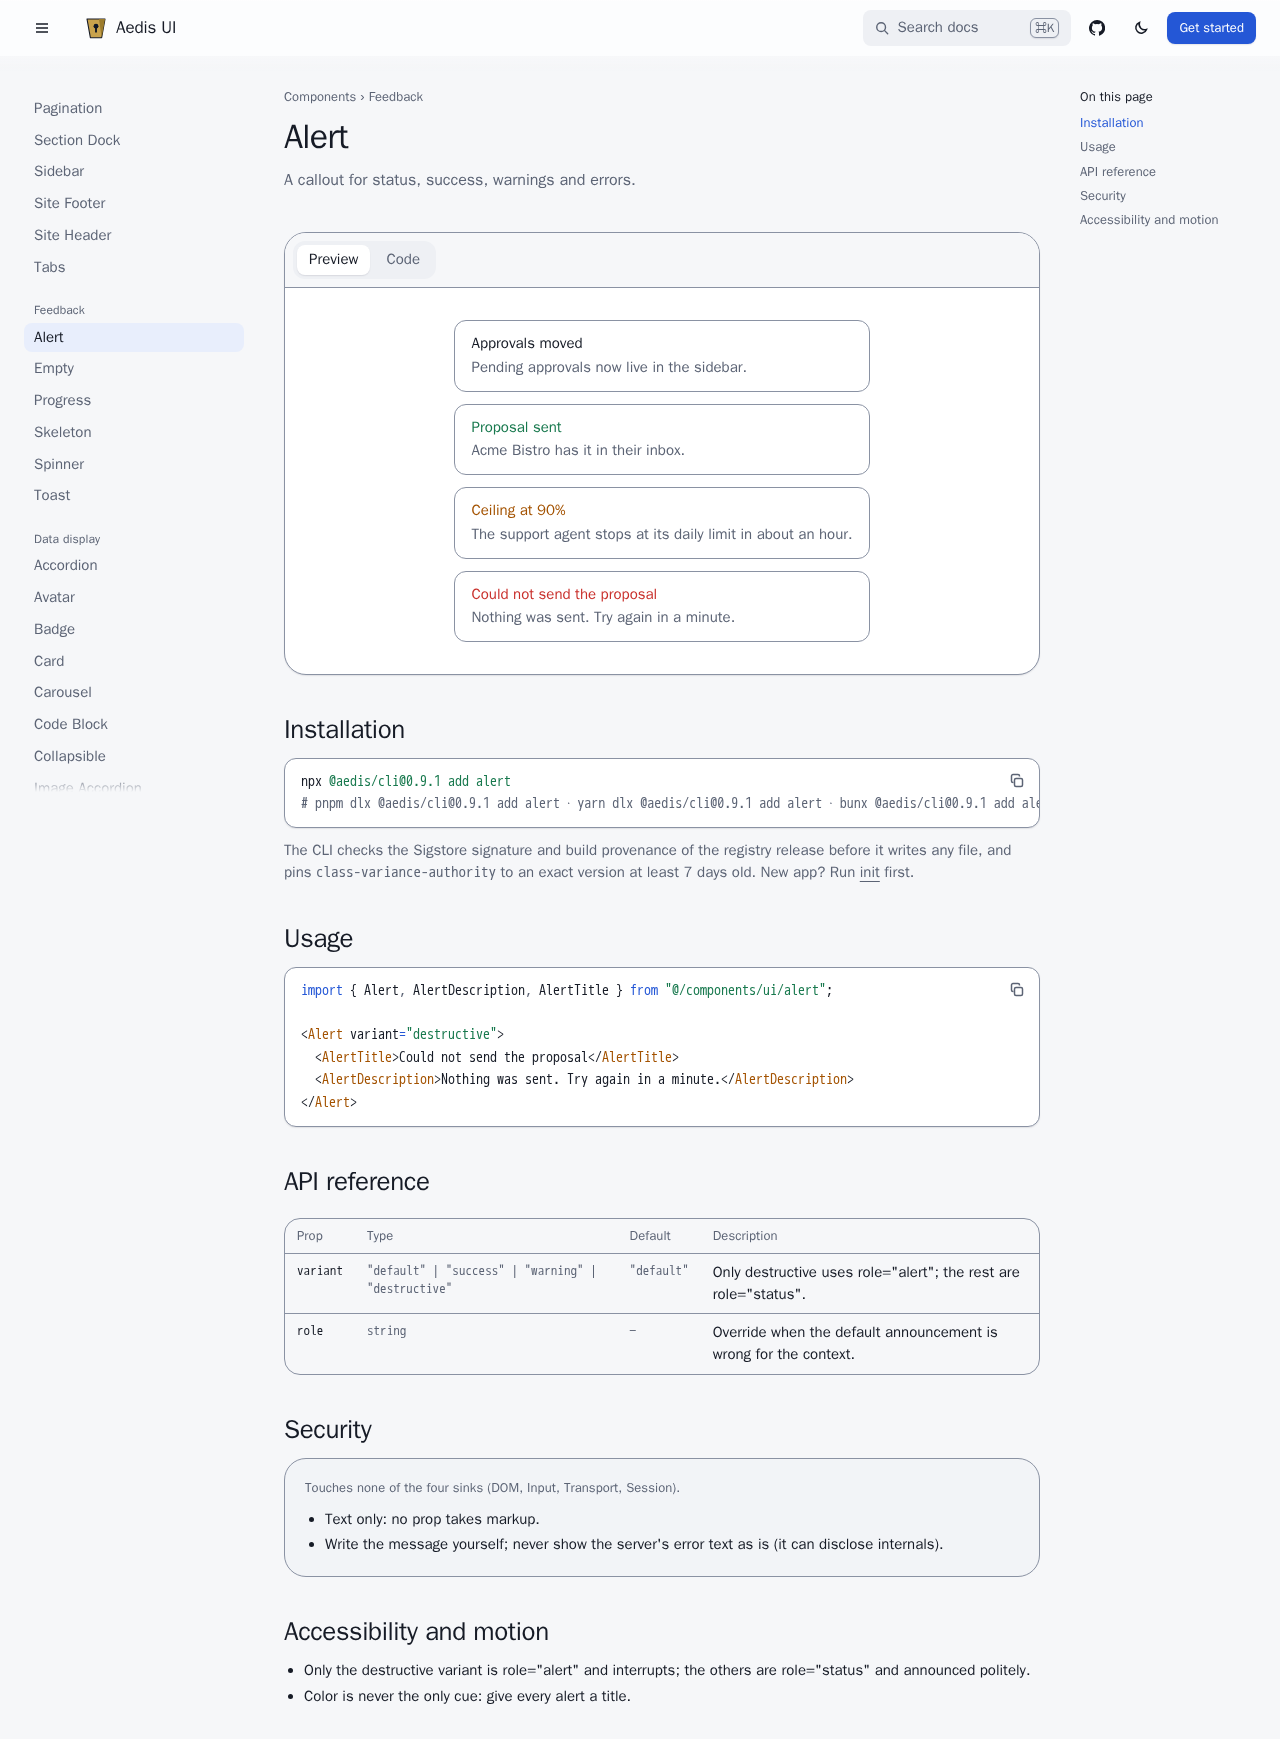 Aedis UI
Search docs
⌘K
Get started
Pagination
Section Dock
Sidebar
Site Footer
Site Header
Tabs
Feedback
Alert
Empty
Progress
Skeleton
Spinner
Toast
Data display
Accordion
Avatar
Badge
Card
Carousel
Code Block
Collapsible
Image Accordion
Components › Feedback
Alert
A callout for status, success, warnings and errors.
Preview
Code
Approvals moved
Pending approvals now live in the sidebar.
Proposal sent
Acme Bistro has it in their inbox.
Ceiling at 90%
The support agent stops at its daily limit in about an hour.
Could not send the proposal
Nothing was sent. Try again in a minute.
Installation
npx @aedis/cli@0.9.1 add alert
# pnpm dlx @aedis/cli@0.9.1 add alert · yarn dlx @aedis/cli@0.9.1 add alert · bunx @aedis/cli@0.9.1 add ale
The CLI checks the Sigstore signature and build provenance of the registry release before it writes any file, and
pins class-variance-authority to an exact version at least 7 days old. New app? Run init first.
Usage
import { Alert, AlertDescription, AlertTitle } from "@/components/ui/alert";
<Alert variant="destructive">
<AlertTitle>Could not send the proposal</AlertTitle>
<AlertDescription>Nothing was sent. Try again in a minute.</AlertDescription>
</Alert>
API reference
Prop Type Default Description
variant "default" | "success" | "warning" | "default" Only destructive uses role="alert"; the rest are
"destructive" role="status".
role string — Override when the default announcement is
wrong for the context.
Security
Touches none of the four sinks (DOM, Input, Transport, Session).
• Text only: no prop takes markup.
• Write the message yourself; never show the server's error text as is (it can disclose internals).
Accessibility and motion
• Only the destructive variant is role="alert" and interrupts; the others are role="status" and announced politely.
• Color is never the only cue: give every alert a title.
On this page
Installation
Usage
API reference
Security
Accessibility and motion